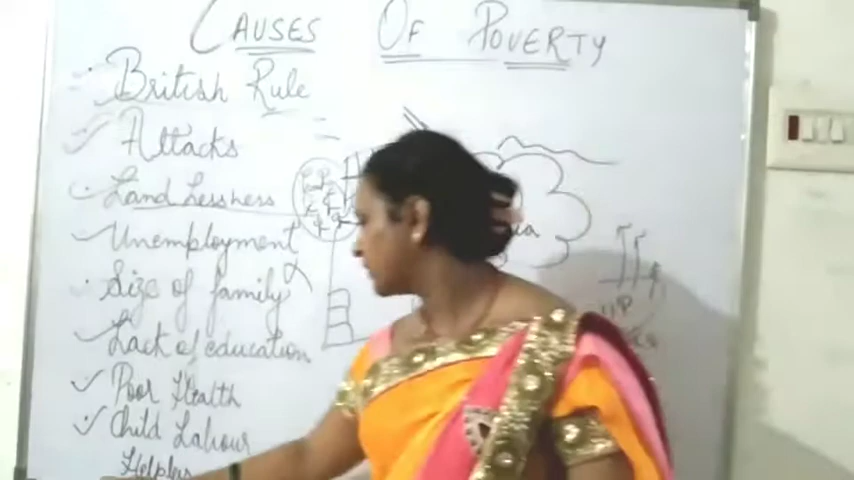 CAUSES OF POVERTY
British Rule
Attacks
Land Lessness
Unemployment
Size of family
Lack of education
Poor Health
Child Labour